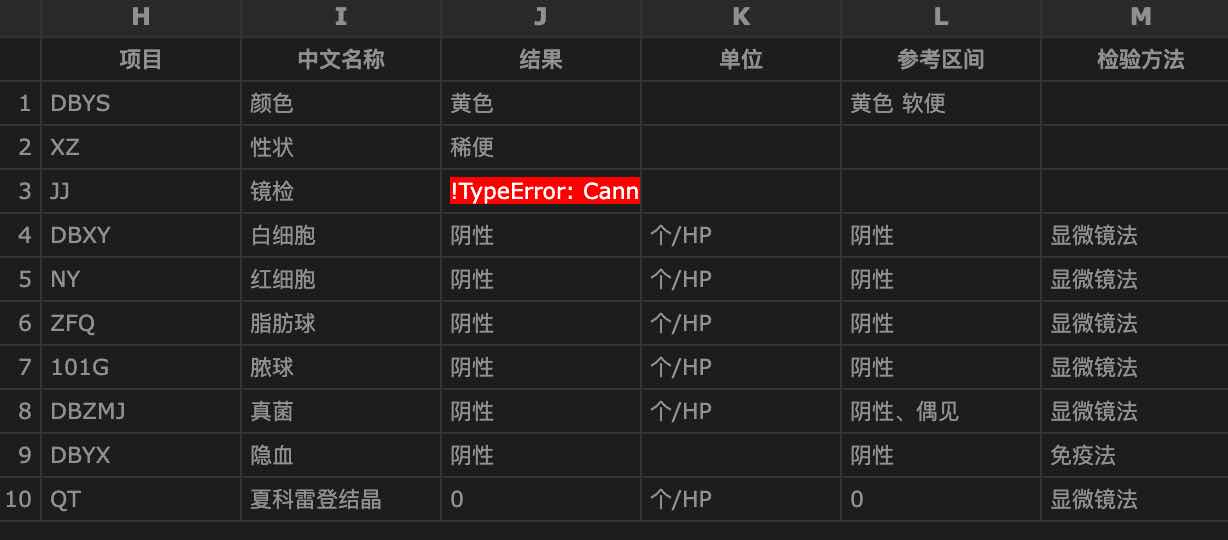 H I J K L M
项目 中文名称 结果 单位 参考区间 检验方法
1 DBYS 颜色 黄色 黄色 软便
2 XZ 性状 稀便
3 JJ 镜检 !TypeError: Cann
4 DBXY 白细胞 阴性 个/HP 阴性 显微镜法
5 NY 红细胞 阴性 个/HP 阴性 显微镜法
6 ZFQ 脂肪球 阴性 个/HP 阴性 显微镜法
7 101G 脓球 阴性 个/HP 阴性 显微镜法
8 DBZMJ 真菌 阴性 个/HP 阴性、偶见 显微镜法
9 DBYX 隐血 阴性 阴性 免疫法
10 QT 夏科雷登结晶 0 个/HP 0 显微镜法